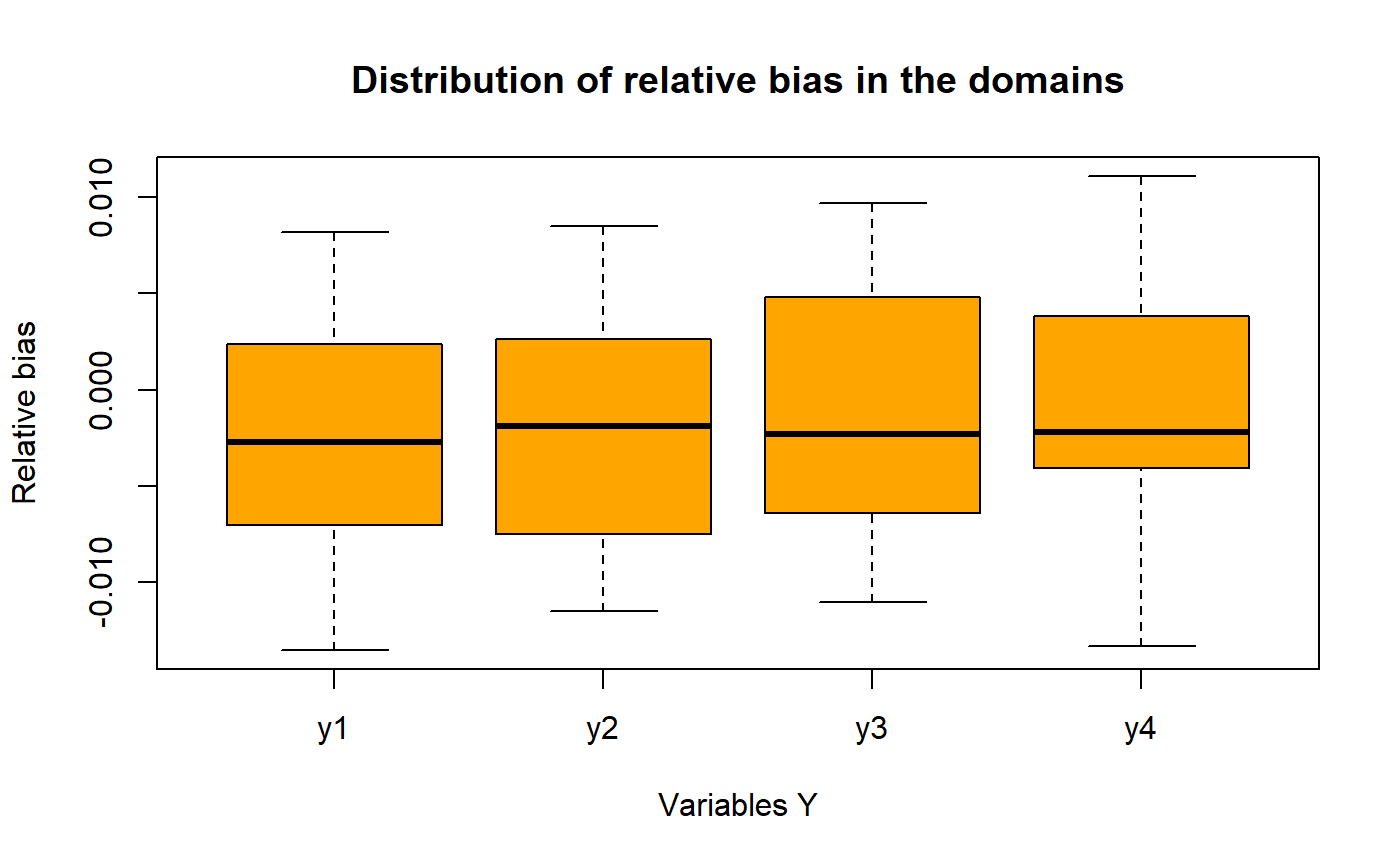 Distribution of relative bias in the domains
Relative bias
0.010
0.000
-0.010
y1 y2 y3 y4
Variables Y